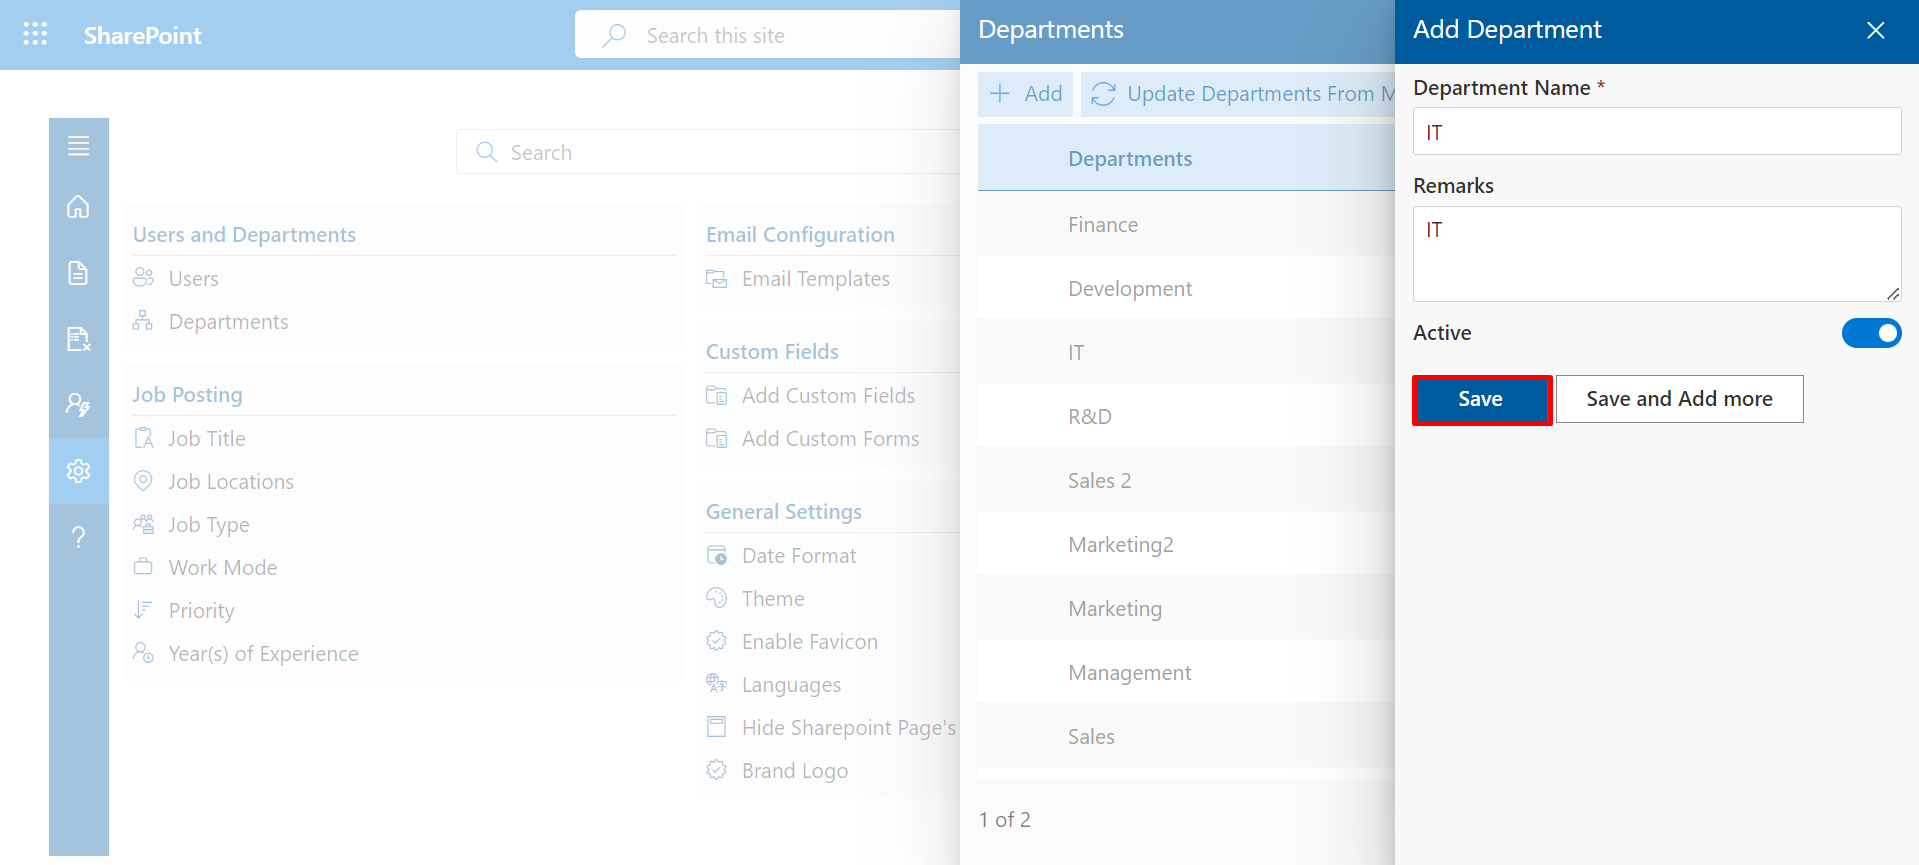 SharePoint
Search this site
Search
Users and Departments
Users
Departments
Job Posting
Job Title
Job Locations
Job Type
Work Mode
Priority
Year(s) of Experience
Email Configuration
Email Templates
Custom Fields
Add Custom Fields
Add Custom Forms
General Settings
Date Format
Theme
Enable Favicon
Languages
Hide Sharepoint Page's
Brand Logo
Departments
Add
Update Departments From M
Departments
Finance
Development
IT
R&D
Sales 2
Marketing2
Marketing
Management
Sales
1 of 2
Add Department
Department Name *
IT
Remarks
IT
Active
Save
Save and Add more